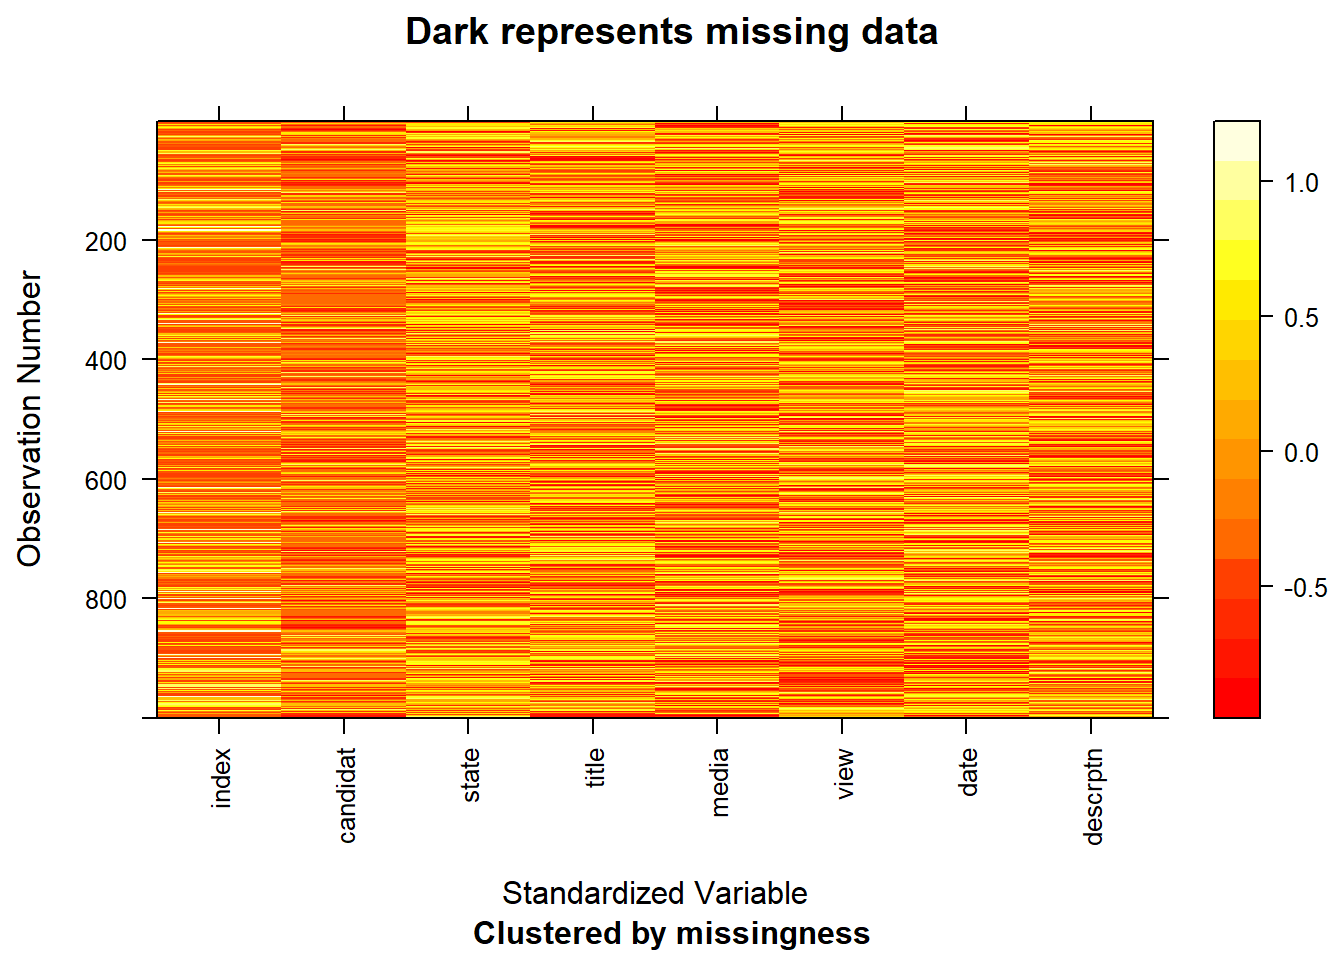 Dark represents missing data
Observation Number
200
400
600
800
1.0
0.5
0.0
-0.5
index
candidat
state
title
media
view
date
descrptn
Standardized Variable
Clustered by missingness